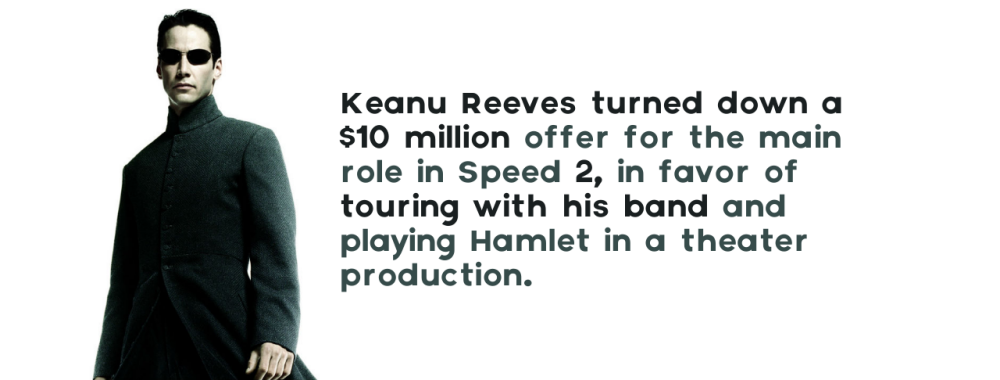 Keanu Reeves turned down a
$10 million offer for the main
role in Speed 2, in favor of
touring with his band and
playing Hamlet in a theater
production.